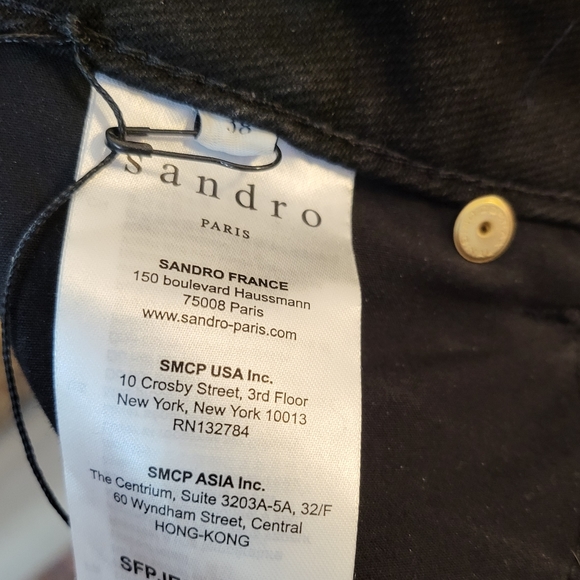 38
sandro
PARIS
SANDRO FRANCE
150 boulevard Haussmann
75008 Paris
www.sandro-paris.com
SMCP USA Inc.
10 Crosby Street, 3rd Floor
New York, New York 10013
RN132784
SMCP ASIA Inc.
The Centrium, Suite 3203A-5A, 32/F
60 Wyndham Street, Central
HONG-KONG